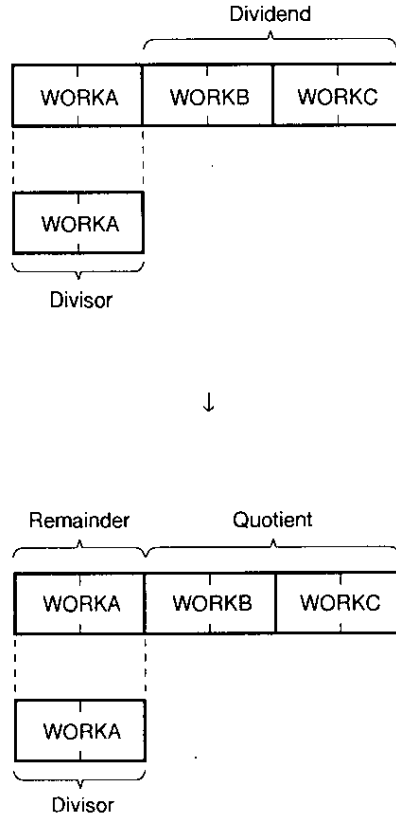 Dividend
WORKA WORKB WORKC
WORKA
Divisor
↓
Remainder Quotient
WORKA WORKB WORKC
WORKA
Divisor